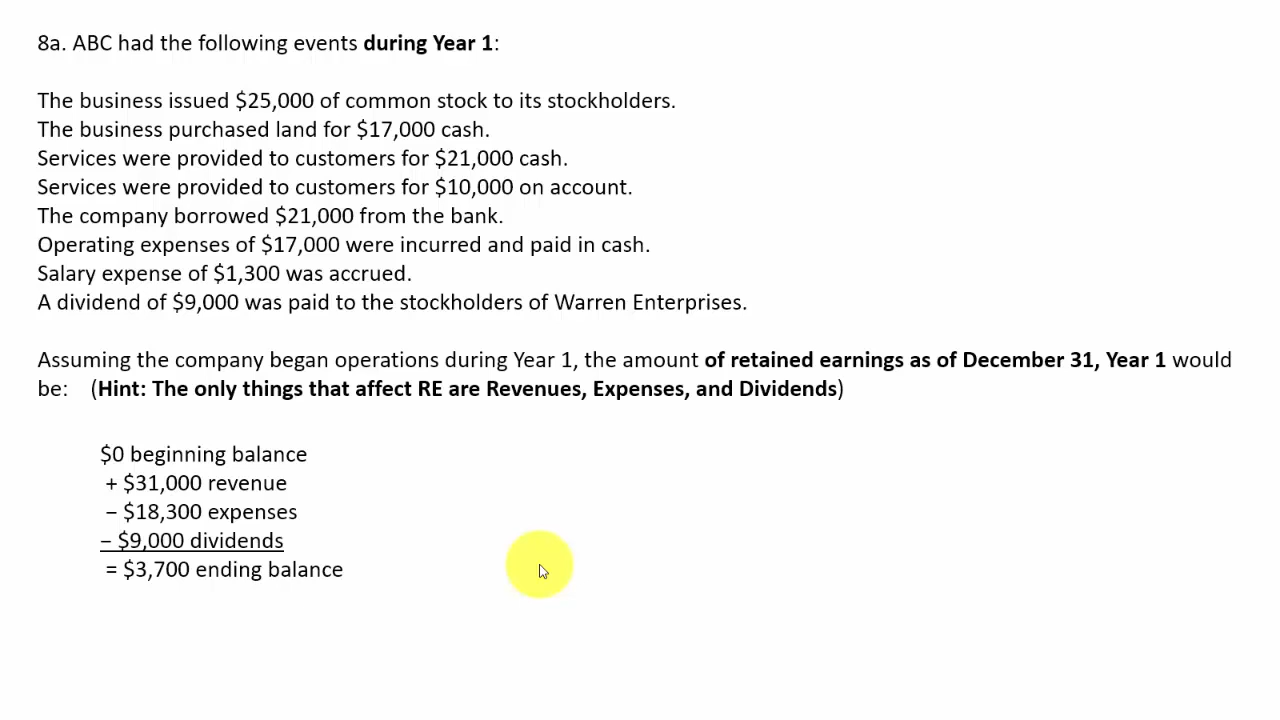 8a. ABC had the following events during Year 1:
The business issued $25,000 of common stock to its stockholders.
The business purchased land for $17,000 cash.
Services were provided to customers for $21,000 cash.
Services were provided to customers for $10,000 on account.
The company borrowed $21,000 from the bank.
Operating expenses of $17,000 were incurred and paid in cash.
Salary expense of $1,300 was accrued.
A dividend of $9,000 was paid to the stockholders of Warren Enterprises.
Assuming the company began operations during Year 1, the amount of retained earnings as of December 31, Year 1 would
be: (Hint: The only things that affect RE are Revenues, Expenses, and Dividends)
$0 beginning balance
+ $31,000 revenue
− $18,300 expenses
− $9,000 dividends
= $3,700 ending balance